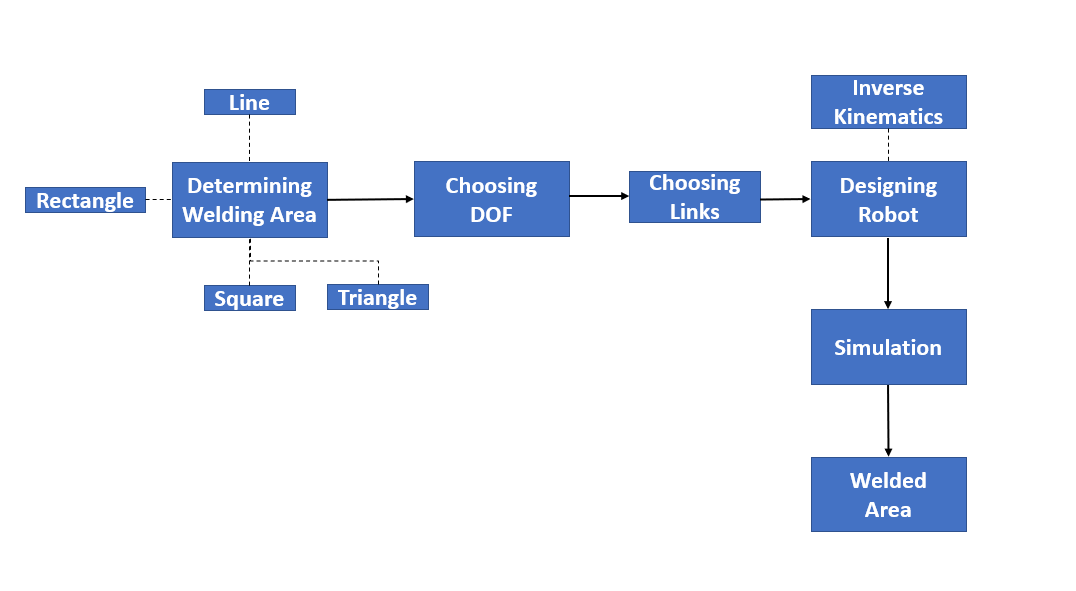 Line
Rectangle
Determining
Welding Area
Square
Triangle
Choosing
DOF
Choosing
Links
Inverse
Kinematics
Designing
Robot
Simulation
Welded
Area